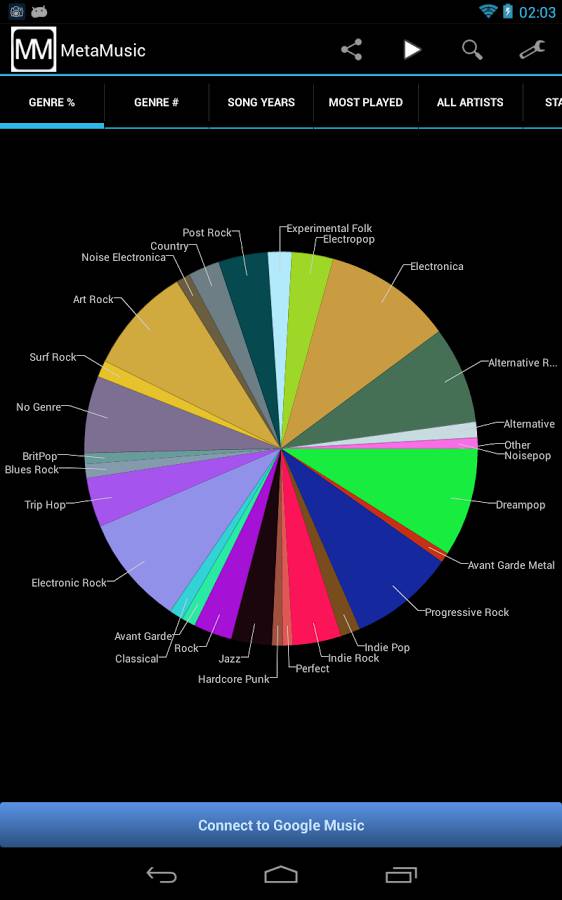 02:03
MM MetaMusic
GENRE %
GENRE #
SONG YEARS
MOST PLAYED
ALL ARTISTS
STA
Experimental Folk
Post Rock
Electropop
Country
Noise Electronica
Electronica
Art Rock
Surf Rock
Alternative R...
No Genre
Alternative
Other
BritPop
Noisepop
Blues Rock
Trip Hop
Dreampop
Avant Garde Metal
Electronic Rock
Progressive Rock
Avant Garde
Rock
Indie Pop
Classical
Jazz
Indie Rock
Perfect
Hardcore Punk
Connect to Google Music